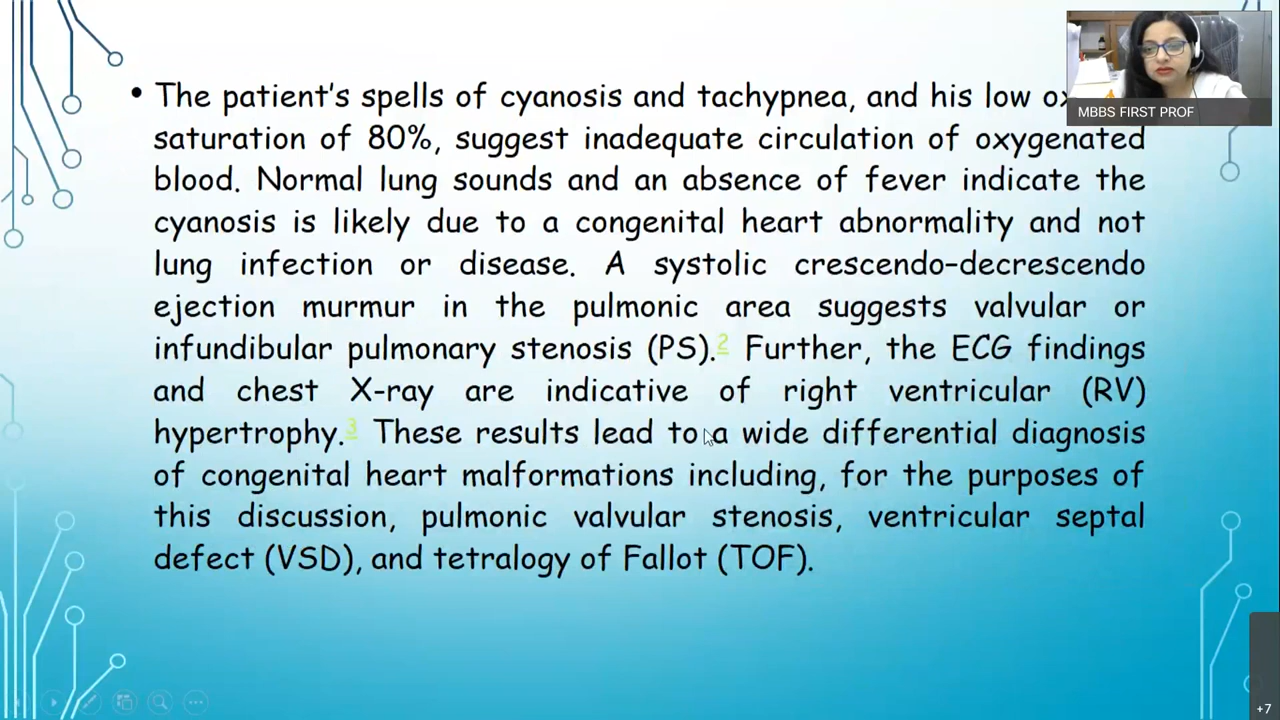 • The patient's spells of cyanosis and tachypnea, and his low
saturation of 80%, suggest inadequate circulation of oxygenated
blood. Normal lung sounds and an absence of fever indicate the
cyanosis is likely due to a congenital heart abnormality and not
lung infection or disease. A systolic crescendo–decrescendo
ejection murmur in the pulmonic area suggests valvular or
infundibular pulmonary stenosis (PS).2 Further, the ECG findings
and chest X-ray are indicative of right ventricular (RV)
hypertrophy.3 These results lead to a wide differential diagnosis
of congenital heart malformations including, for the purposes of
this discussion, pulmonic valvular stenosis, ventricular septal
defect (VSD), and tetralogy of Fallot (TOF).
MBBS FIRST PROF
+7